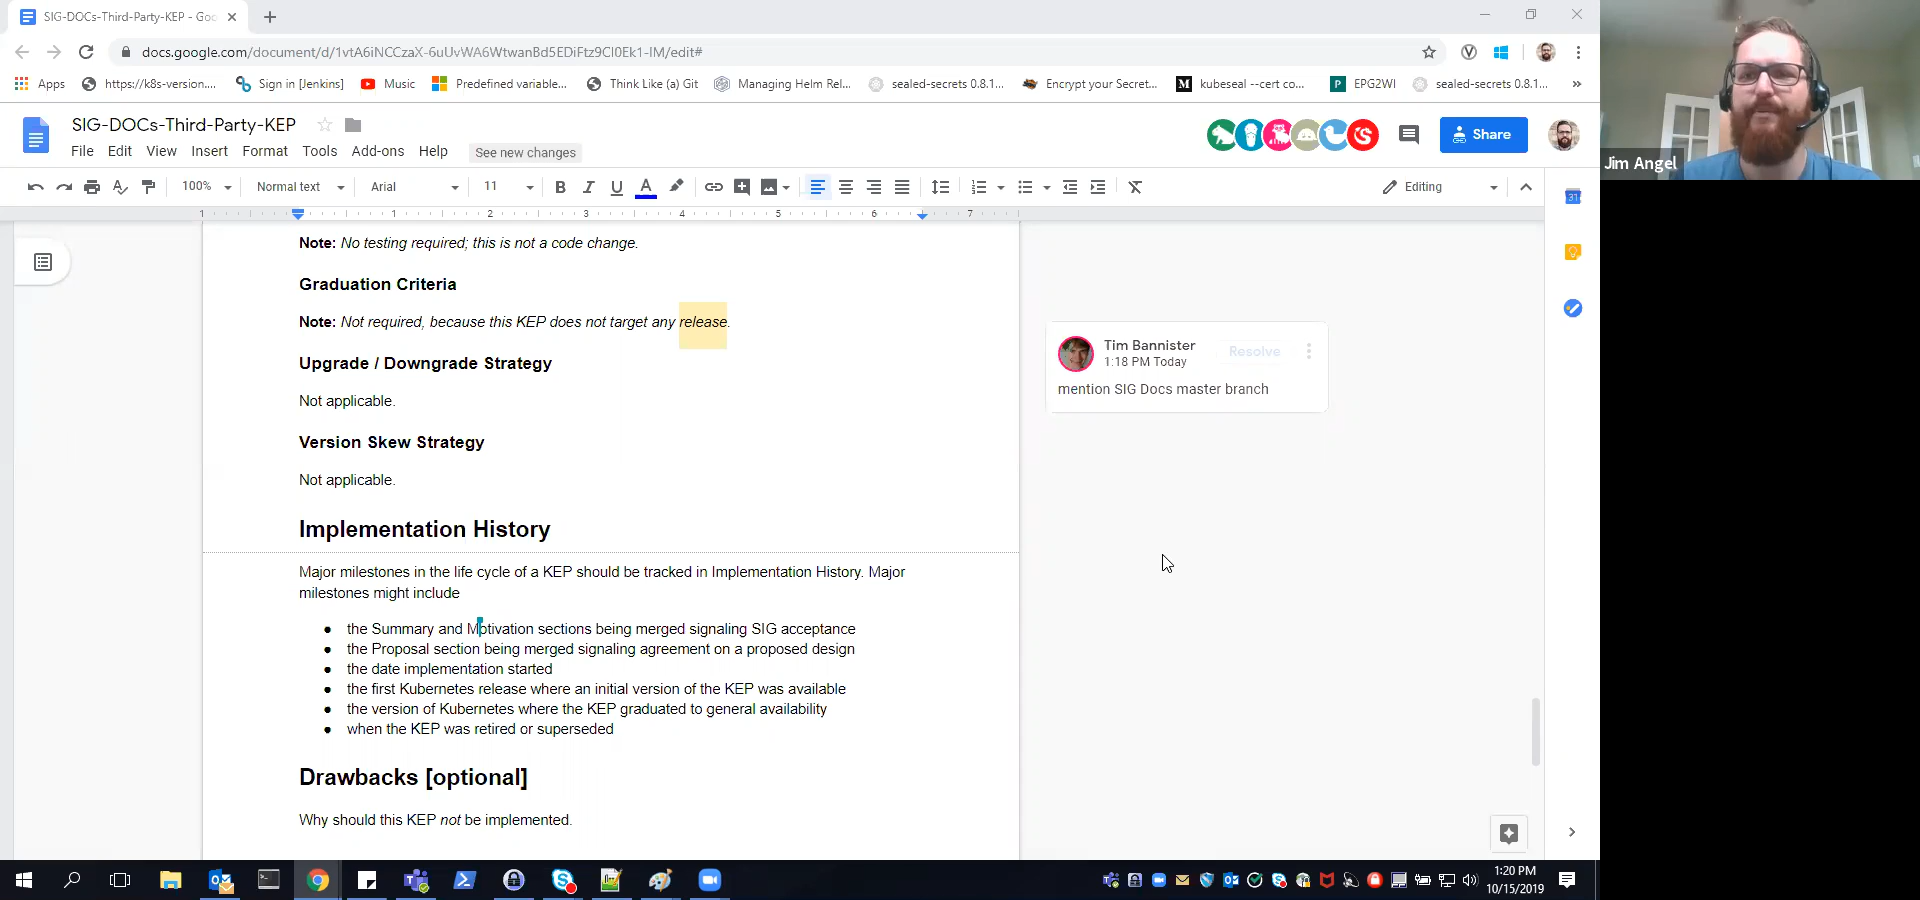 SIG-DOCs-Third-Party-KEP - Goo
docs.google.com/document/d/1vtA6iNCCzaX-6uUvWA6WtwanBd5EDiFtz9Cl0Ek1-IM/edit#
Apps https://k8s-version.... Sign in [Jenkins] Music Predefined variable... Think Like (a) Git Managing Helm Rel... sealed-secrets 0.8.1... Encrypt your Secret... kubeseal --cert co... EPG2WI sealed-secrets 0.8.1... »
SIG-DOCs-Third-Party-KEP
Share
File Edit View Insert Format Tools Add-ons Help See new changes
100% Normal text Arial 11 B I U A Editing
1 1 2 3 4 5 6 7
31
Jim Angel
Note: No testing required; this is not a code change.
Graduation Criteria
Note: Not required, because this KEP does not target any release.
Tim Bannister
Resolve
1:18 PM Today
mention SIG Docs master branch
Upgrade / Downgrade Strategy
Not applicable.
Version Skew Strategy
Not applicable.
Implementation History
Major milestones in the life cycle of a KEP should be tracked in Implementation History. Major
milestones might include
● the Summary and Motivation sections being merged signaling SIG acceptance
● the Proposal section being merged signaling agreement on a proposed design
● the date implementation started
● the first Kubernetes release where an initial version of the KEP was available
● the version of Kubernetes where the KEP graduated to general availability
● when the KEP was retired or superseded
Drawbacks [optional]
Why should this KEP not be implemented.
1:20 PM
10/15/2019